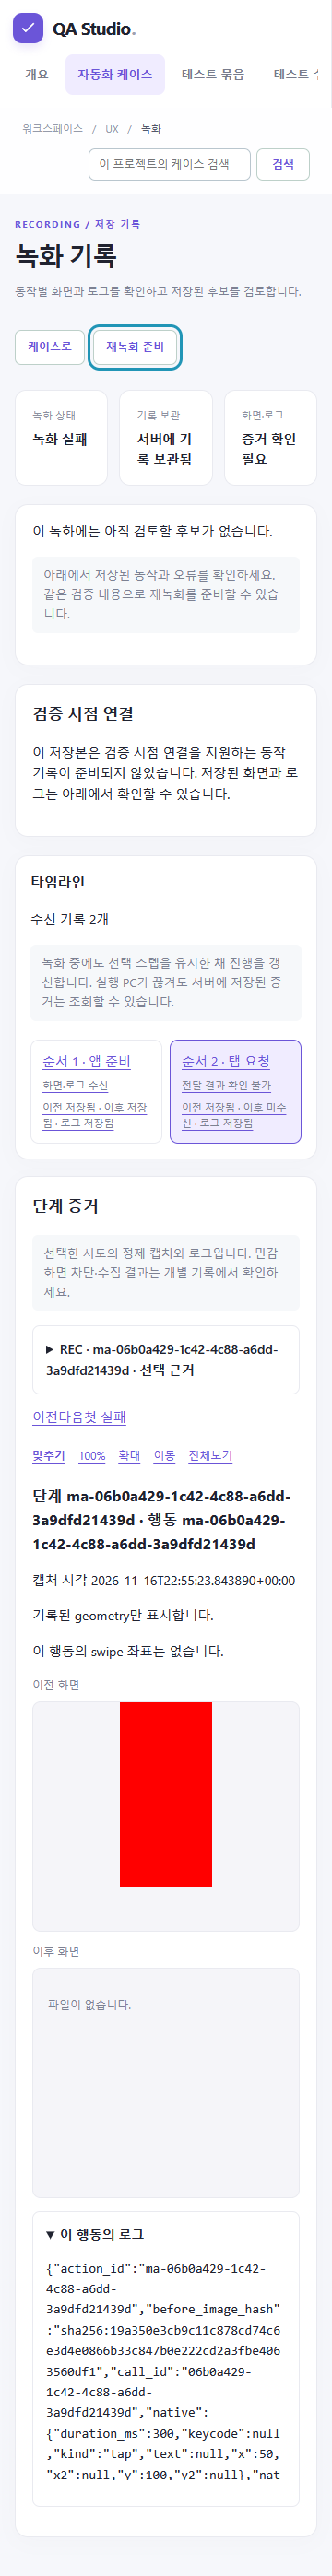 QA Studio.
개요 자동화 케이스 테스트 묶음 테스트
워크스페이스 / UX / 녹화
이 프로젝트의 케이스 검색 검색
RECORDING / 저장 기록
녹화 기록
동작별 화면과 로그를 확인하고 저장된 후보를 검토합니다.
케이스로 재녹화 준비
녹화 상태
녹화 실패
기록 보관
서버에 기
록 보관됨
화면·로그
증거 확인
필요
이 녹화에는 아직 검토할 후보가 없습니다.
아래에서 저장된 동작과 오류를 확인하세요.
같은 검증 내용으로 재녹화를 준비할 수 있습
니다.
검증 시점 연결
이 저장본은 검증 시점 연결을 지원하는 동작
기록이 준비되지 않았습니다. 저장된 화면과 로
그는 아래에서 확인할 수 있습니다.
타임라인
수신 기록 2개
녹화 중에도 선택 스텝을 유지한 채 진행을 갱
신합니다. 실행 PC가 끊겨도 서버에 저장된 증
거는 조회할 수 있습니다.
순서 1 · 앱 준비
화면·로그 수신
이전 저장됨 · 이후 저장
됨 · 로그 저장됨
순서 2 · 탭 요청
전달 결과 확인 불가
이전 저장됨 · 이후 미수
신 · 로그 저장됨
단계 증거
선택한 시도의 정제 캡처와 로그입니다. 민감
화면 차단·수집 결과는 개별 기록에서 확인하
세요.
▶ REC · ma-06b0a429-1c42-4c88-a6dd-
3a9dfd21439d · 선택 근거
이전다음첫 실패
맞추기 100% 확대 이동 전체보기
단계 ma-06b0a429-1c42-4c88-a6dd-
3a9dfd21439d · 행동 ma-06b0a429-
1c42-4c88-a6dd-3a9dfd21439d
캡처 시각 2026-11-16T22:55:23.843890+00:00
기록된 geometry만 표시합니다.
이 행동의 swipe 좌표는 없습니다.
이전 화면
이후 화면
파일이 없습니다.
▼ 이 행동의 로그
{"action_id":"ma-06b0a429-1c42-
4c88-a6dd-
3a9dfd21439d","before_image_hash"
:"sha256:19a350e3cb9c11c878cd74c6
e3d4e0866b33c847b0e222cd2a3fbe406
3560df1","call_id":"06b0a429-
1c42-4c88-a6dd-
3a9dfd21439d","native":
{"duration_ms":300,"keycode":null
,"kind":"tap","text":null,"x":50,
"x2":null,"y":100,"y2":null},"nat